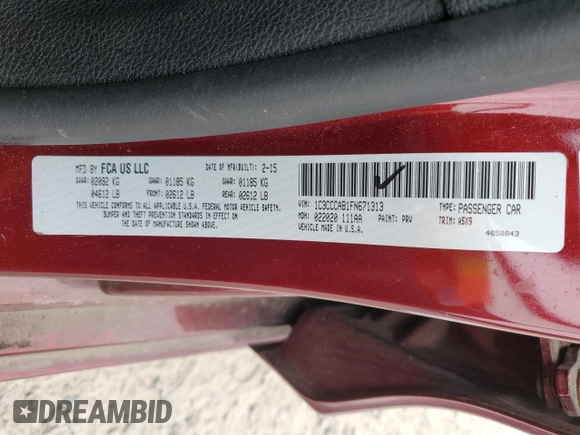 MFD BY FCA US LLC DATE OF MFR(BUILT): 2-15
GVWR: 02092 KG GAWR: 01185 KG GAWR: 01185 KG
04612 LB FRONT: 02612 LB REAR: 02612 LB
THIS VEHICLE CONFORMS TO ALL APPLICABLE U.S.A. FEDERAL MOTOR VEHICLE SAFETY,
BUMPER AND THEFT PREVENTION STANDARDS IN EFFECT ON
THE DATE OF MANUFACTURE SHOWN ABOVE.
VIN: 1C3CCCAB1FN671313 TYPE: PASSENGER CAR
MDH: 022020 111AA PAINT: PRV TRIM: A5X9
VEHICLE MADE IN U.S.A. 4658843
DREAMBID